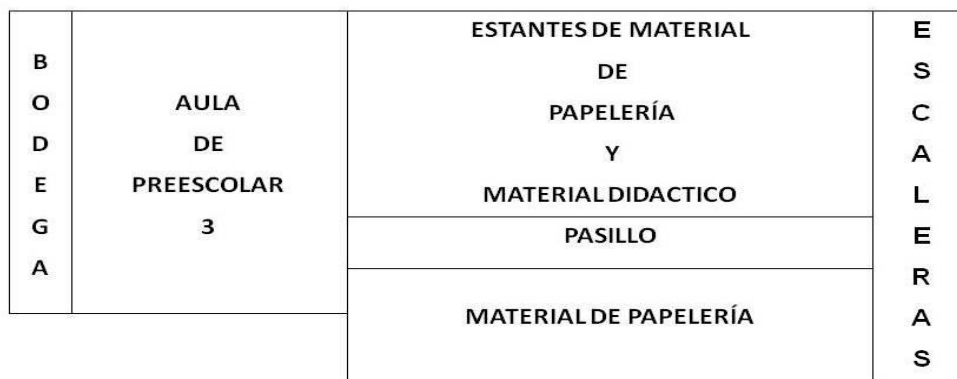 B
O
D
E
G
A
AULA
DE
PREESCOLAR
3
ESTANTES DE MATERIAL
DE
PAPELERÍA
Y
MATERIAL DIDACTICO
PASILLO
MATERIAL DE PAPELERÍA
E
S
C
A
L
E
R
A
S